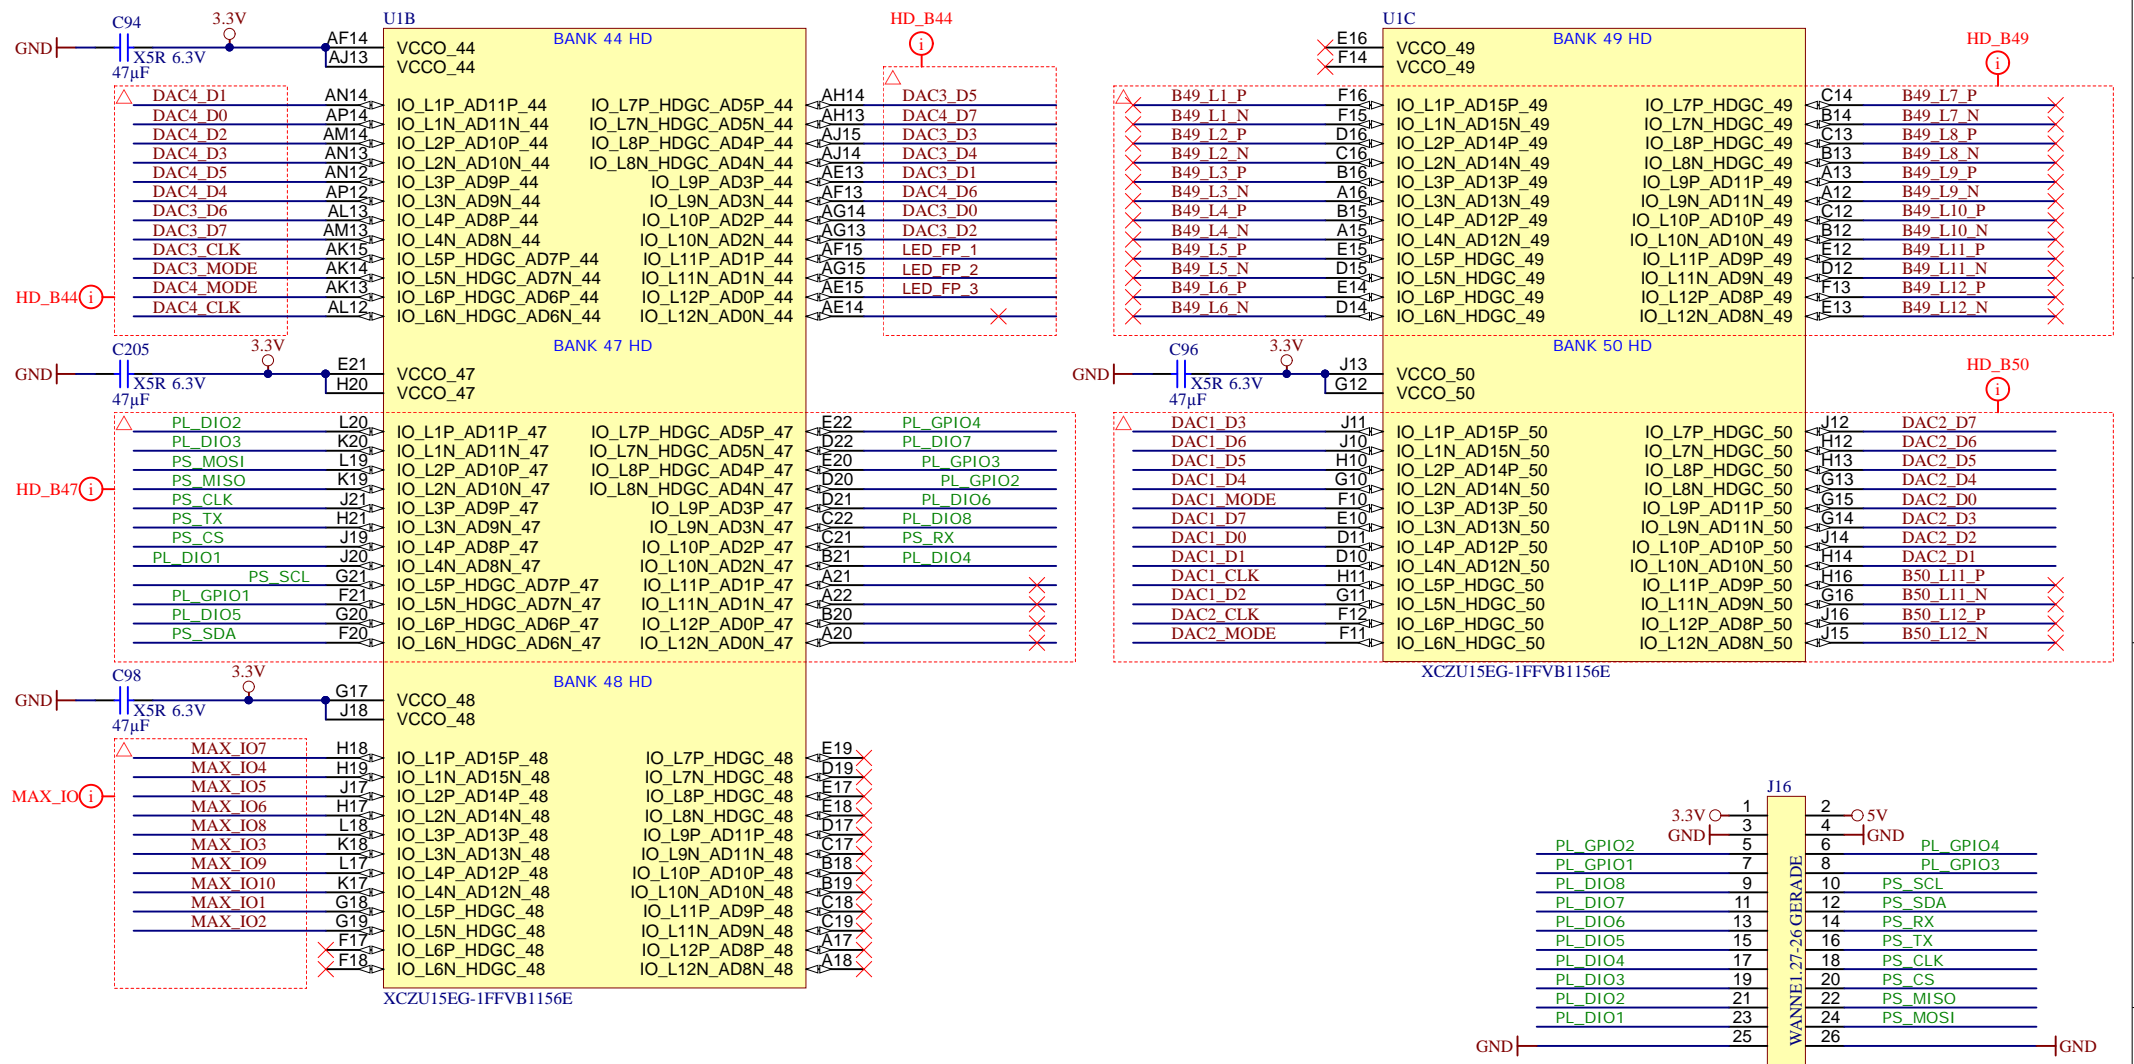 C94
3.3V
GND
X5R 6.3V
47µF
U1B
BANK 44 HD
AF14 VCCO_44
AJ13 VCCO_44
HD_B44
i
DAC4_D1 AN14 IO_L1P_AD11P_44 IO_L7P_HDGC_AD5P_44 AH14 DAC3_D5
DAC4_D0 AP14 IO_L1N_AD11N_44 IO_L7N_HDGC_AD5N_44 AH13 DAC4_D7
DAC4_D2 AM14 IO_L2P_AD10P_44 IO_L8P_HDGC_AD4P_44 AJ15 DAC3_D3
DAC4_D3 AN13 IO_L2N_AD10N_44 IO_L8N_HDGC_AD4N_44 AJ14 DAC3_D4
DAC4_D5 AN12 IO_L3P_AD9P_44 IO_L9P_AD3P_44 AE13 DAC3_D1
DAC4_D4 AP12 IO_L3N_AD9N_44 IO_L9N_AD3N_44 AF13 DAC4_D6
DAC3_D6 AL13 IO_L4P_AD8P_44 IO_L10P_AD2P_44 AG14 DAC3_D0
DAC3_D7 AM13 IO_L4N_AD8N_44 IO_L10N_AD2N_44 AG13 DAC3_D2
DAC3_CLK AK15 IO_L5P_HDGC_AD7P_44 IO_L11P_AD1P_44 AF15 LED_FP_1
DAC3_MODE AK14 IO_L5N_HDGC_AD7N_44 IO_L11N_AD1N_44 AG15 LED_FP_2
HD_B44 i DAC4_MODE AK13 IO_L6P_HDGC_AD6P_44 IO_L12P_AD0P_44 AE15 LED_FP_3
DAC4_CLK AL12 IO_L6N_HDGC_AD6N_44 IO_L12N_AD0N_44 AE14
C205
3.3V
GND
X5R 6.3V
47µF
BANK 47 HD
E21 VCCO_47
H20 VCCO_47
PL_DIO2 L20 IO_L1P_AD11P_47 IO_L7P_HDGC_AD5P_47 E22 PL_GPIO4
PL_DIO3 K20 IO_L1N_AD11N_47 IO_L7N_HDGC_AD5N_47 D22 PL_DIO7
PS_MOSI L19 IO_L2P_AD10P_47 IO_L8P_HDGC_AD4P_47 E20 PL_GPIO3
HD_B47 i PS_MISO K19 IO_L2N_AD10N_47 IO_L8N_HDGC_AD4N_47 D20 PL_GPIO2
PS_CLK J21 IO_L3P_AD9P_47 IO_L9P_AD3P_47 D21 PL_DIO6
PS_TX H21 IO_L3N_AD9N_47 IO_L9N_AD3N_47 C22 PL_DIO8
PS_CS J19 IO_L4P_AD8P_47 IO_L10P_AD2P_47 C21 PS_RX
PL_DIO1 J20 IO_L4N_AD8N_47 IO_L10N_AD2N_47 B21 PL_DIO4
PS_SCL G21 IO_L5P_HDGC_AD7P_47 IO_L11P_AD1P_47 A21
PL_GPIO1 F21 IO_L5N_HDGC_AD7N_47 IO_L11N_AD1N_47 A22
PL_DIO5 G20 IO_L6P_HDGC_AD6P_47 IO_L12P_AD0P_47 B20
PS_SDA F20 IO_L6N_HDGC_AD6N_47 IO_L12N_AD0N_47 A20
C98
3.3V
GND
X5R 6.3V
47µF
BANK 48 HD
G17 VCCO_48
J18 VCCO_48
MAX_IO7 H18 IO_L1P_AD15P_48 IO_L7P_HDGC_48 E19
MAX_IO4 H19 IO_L1N_AD15N_48 IO_L7N_HDGC_48 D19
MAX_IO i MAX_IO5 J17 IO_L2P_AD14P_48 IO_L8P_HDGC_48 E17
MAX_IO6 H17 IO_L2N_AD14N_48 IO_L8N_HDGC_48 E18
MAX_IO8 L18 IO_L3P_AD13P_48 IO_L9P_AD11P_48 D17
MAX_IO3 K18 IO_L3N_AD13N_48 IO_L9N_AD11N_48 C17
MAX_IO9 L17 IO_L4P_AD12P_48 IO_L10P_AD10P_48 B18
MAX_IO10 K17 IO_L4N_AD12N_48 IO_L10N_AD10N_48 B19
MAX_IO1 G18 IO_L5P_HDGC_48 IO_L11P_AD9P_48 C18
MAX_IO2 G19 IO_L5N_HDGC_48 IO_L11N_AD9N_48 C19
F17 IO_L6P_HDGC_48 IO_L12P_AD8P_48 A17
F18 IO_L6N_HDGC_48 IO_L12N_AD8N_48 A18
XCZU15EG-1FFVB1156E
U1C
BANK 49 HD
E16 VCCO_49
F14 VCCO_49
HD_B49
i
B49_L1_P F16 IO_L1P_AD15P_49 IO_L7P_HDGC_49 C14 B49_L7_P
B49_L1_N F15 IO_L1N_AD15N_49 IO_L7N_HDGC_49 B14 B49_L7_N
B49_L2_P D16 IO_L2P_AD14P_49 IO_L8P_HDGC_49 C13 B49_L8_P
B49_L2_N C16 IO_L2N_AD14N_49 IO_L8N_HDGC_49 B13 B49_L8_N
B49_L3_P B16 IO_L3P_AD13P_49 IO_L9P_AD11P_49 A13 B49_L9_P
B49_L3_N A16 IO_L3N_AD13N_49 IO_L9N_AD11N_49 A12 B49_L9_N
B49_L4_P B15 IO_L4P_AD12P_49 IO_L10P_AD10P_49 C12 B49_L10_P
B49_L4_N A15 IO_L4N_AD12N_49 IO_L10N_AD10N_49 B12 B49_L10_N
B49_L5_P E15 IO_L5P_HDGC_49 IO_L11P_AD9P_49 E12 B49_L11_P
B49_L5_N D15 IO_L5N_HDGC_49 IO_L11N_AD9N_49 D12 B49_L11_N
B49_L6_P E14 IO_L6P_HDGC_49 IO_L12P_AD8P_49 F13 B49_L12_P
B49_L6_N D14 IO_L6N_HDGC_49 IO_L12N_AD8N_49 E13 B49_L12_N
C96
3.3V
GND
X5R 6.3V
47µF
BANK 50 HD
J13 VCCO_50
G12 VCCO_50
HD_B50
i
DAC1_D3 J11 IO_L1P_AD15P_50 IO_L7P_HDGC_50 J12 DAC2_D7
DAC1_D6 J10 IO_L1N_AD15N_50 IO_L7N_HDGC_50 H12 DAC2_D6
DAC1_D5 H10 IO_L2P_AD14P_50 IO_L8P_HDGC_50 H13 DAC2_D5
DAC1_D4 G10 IO_L2N_AD14N_50 IO_L8N_HDGC_50 G13 DAC2_D4
DAC1_MODE F10 IO_L3P_AD13P_50 IO_L9P_AD11P_50 G15 DAC2_D0
DAC1_D7 E10 IO_L3N_AD13N_50 IO_L9N_AD11N_50 G14 DAC2_D3
DAC1_D0 D11 IO_L4P_AD12P_50 IO_L10P_AD10P_50 J14 DAC2_D2
DAC1_D1 D10 IO_L4N_AD12N_50 IO_L10N_AD10N_50 H14 DAC2_D1
DAC1_CLK H11 IO_L5P_HDGC_50 IO_L11P_AD9P_50 H16 B50_L11_P
DAC1_D2 G11 IO_L5N_HDGC_50 IO_L11N_AD9N_50 G16 B50_L11_N
DAC2_CLK F12 IO_L6P_HDGC_50 IO_L12P_AD8P_50 J16 B50_L12_P
DAC2_MODE F11 IO_L6N_HDGC_50 IO_L12N_AD8N_50 J15 B50_L12_N
XCZU15EG-1FFVB1156E
J16
3.3V 1 2 5V
GND 3 4 GND
PL_GPIO2 5 6 PL_GPIO4
PL_GPIO1 7 8 PL_GPIO3
PL_DIO8 9 10 PS_SCL
PL_DIO7 11 12 PS_SDA
PL_DIO6 13 14 PS_RX
PL_DIO5 15 16 PS_TX
PL_DIO4 17 18 PS_CLK
PL_DIO3 19 20 PS_CS
PL_DIO2 21 22 PS_MISO
PL_DIO1 23 24 PS_MOSI
GND 25 26 GND
WANNE1.27-26 GERADE